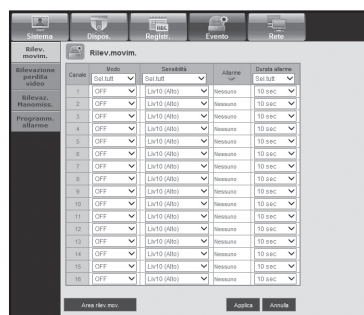 Sistema Dispos. Registr. Evento Rete
Rilev. movim.
Rilevazione perdita video
Rilevaz. Manomiss.
Programm. allarme
Rilev.movim.
Canale Modo Sensibilità Allarme Durata allarme
Sel.tutt Sel.tutt Sel.tutt
1 OFF Liv10 (Alto) Nessuno 10 sec
2 OFF Liv10 (Alto) Nessuno 10 sec
3 OFF Liv10 (Alto) Nessuno 10 sec
4 OFF Liv10 (Alto) Nessuno 10 sec
5 OFF Liv10 (Alto) Nessuno 10 sec
6 OFF Liv10 (Alto) Nessuno 10 sec
7 OFF Liv10 (Alto) Nessuno 10 sec
8 OFF Liv10 (Alto) Nessuno 10 sec
9 OFF Liv10 (Alto) Nessuno 10 sec
10 OFF Liv10 (Alto) Nessuno 10 sec
11 OFF Liv10 (Alto) Nessuno 10 sec
12 OFF Liv10 (Alto) Nessuno 10 sec
13 OFF Liv10 (Alto) Nessuno 10 sec
14 OFF Liv10 (Alto) Nessuno 10 sec
15 OFF Liv10 (Alto) Nessuno 10 sec
16 OFF Liv10 (Alto) Nessuno 10 sec
Area rilev.mov. Applica Annulla